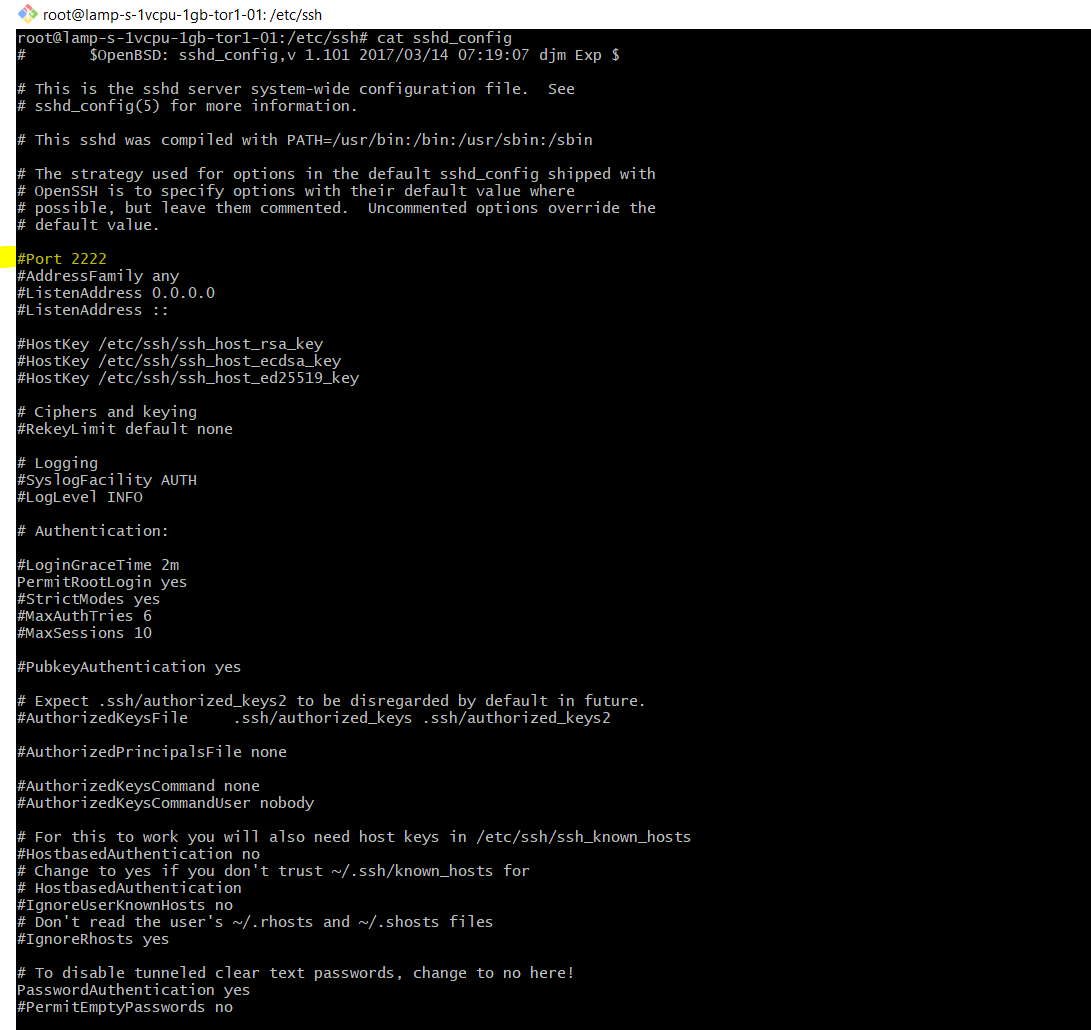 root@lamp-s-1vcpu-1gb-tor1-01: /etc/ssh
root@lamp-s-1vcpu-1gb-tor1-01:/etc/ssh# cat sshd_config
#       $OpenBSD: sshd_config,v 1.101 2017/03/14 07:19:07 djm Exp $
# This is the sshd server system-wide configuration file.  See
# sshd_config(5) for more information.
# This sshd was compiled with PATH=/usr/bin:/bin:/usr/sbin:/sbin
# The strategy used for options in the default sshd_config shipped with
# OpenSSH is to specify options with their default value where
# possible, but leave them commented.  Uncommented options override the
# default value.
#Port 2222
#AddressFamily any
#ListenAddress 0.0.0.0
#ListenAddress ::
#HostKey /etc/ssh/ssh_host_rsa_key
#HostKey /etc/ssh/ssh_host_ecdsa_key
#HostKey /etc/ssh/ssh_host_ed25519_key
# Ciphers and keying
#RekeyLimit default none
# Logging
#SyslogFacility AUTH
#LogLevel INFO
# Authentication:
#LoginGraceTime 2m
PermitRootLogin yes
#StrictModes yes
#MaxAuthTries 6
#MaxSessions 10
#PubkeyAuthentication yes
# Expect .ssh/authorized_keys2 to be disregarded by default in future.
#AuthorizedKeysFile     .ssh/authorized_keys .ssh/authorized_keys2
#AuthorizedPrincipalsFile none
#AuthorizedKeysCommand none
#AuthorizedKeysCommandUser nobody
# For this to work you will also need host keys in /etc/ssh/ssh_known_hosts
#HostbasedAuthentication no
# Change to yes if you don't trust ~/.ssh/known_hosts for
# HostbasedAuthentication
#IgnoreUserKnownHosts no
# Don't read the user's ~/.rhosts and ~/.shosts files
#IgnoreRhosts yes
# To disable tunneled clear text passwords, change to no here!
PasswordAuthentication yes
#PermitEmptyPasswords no